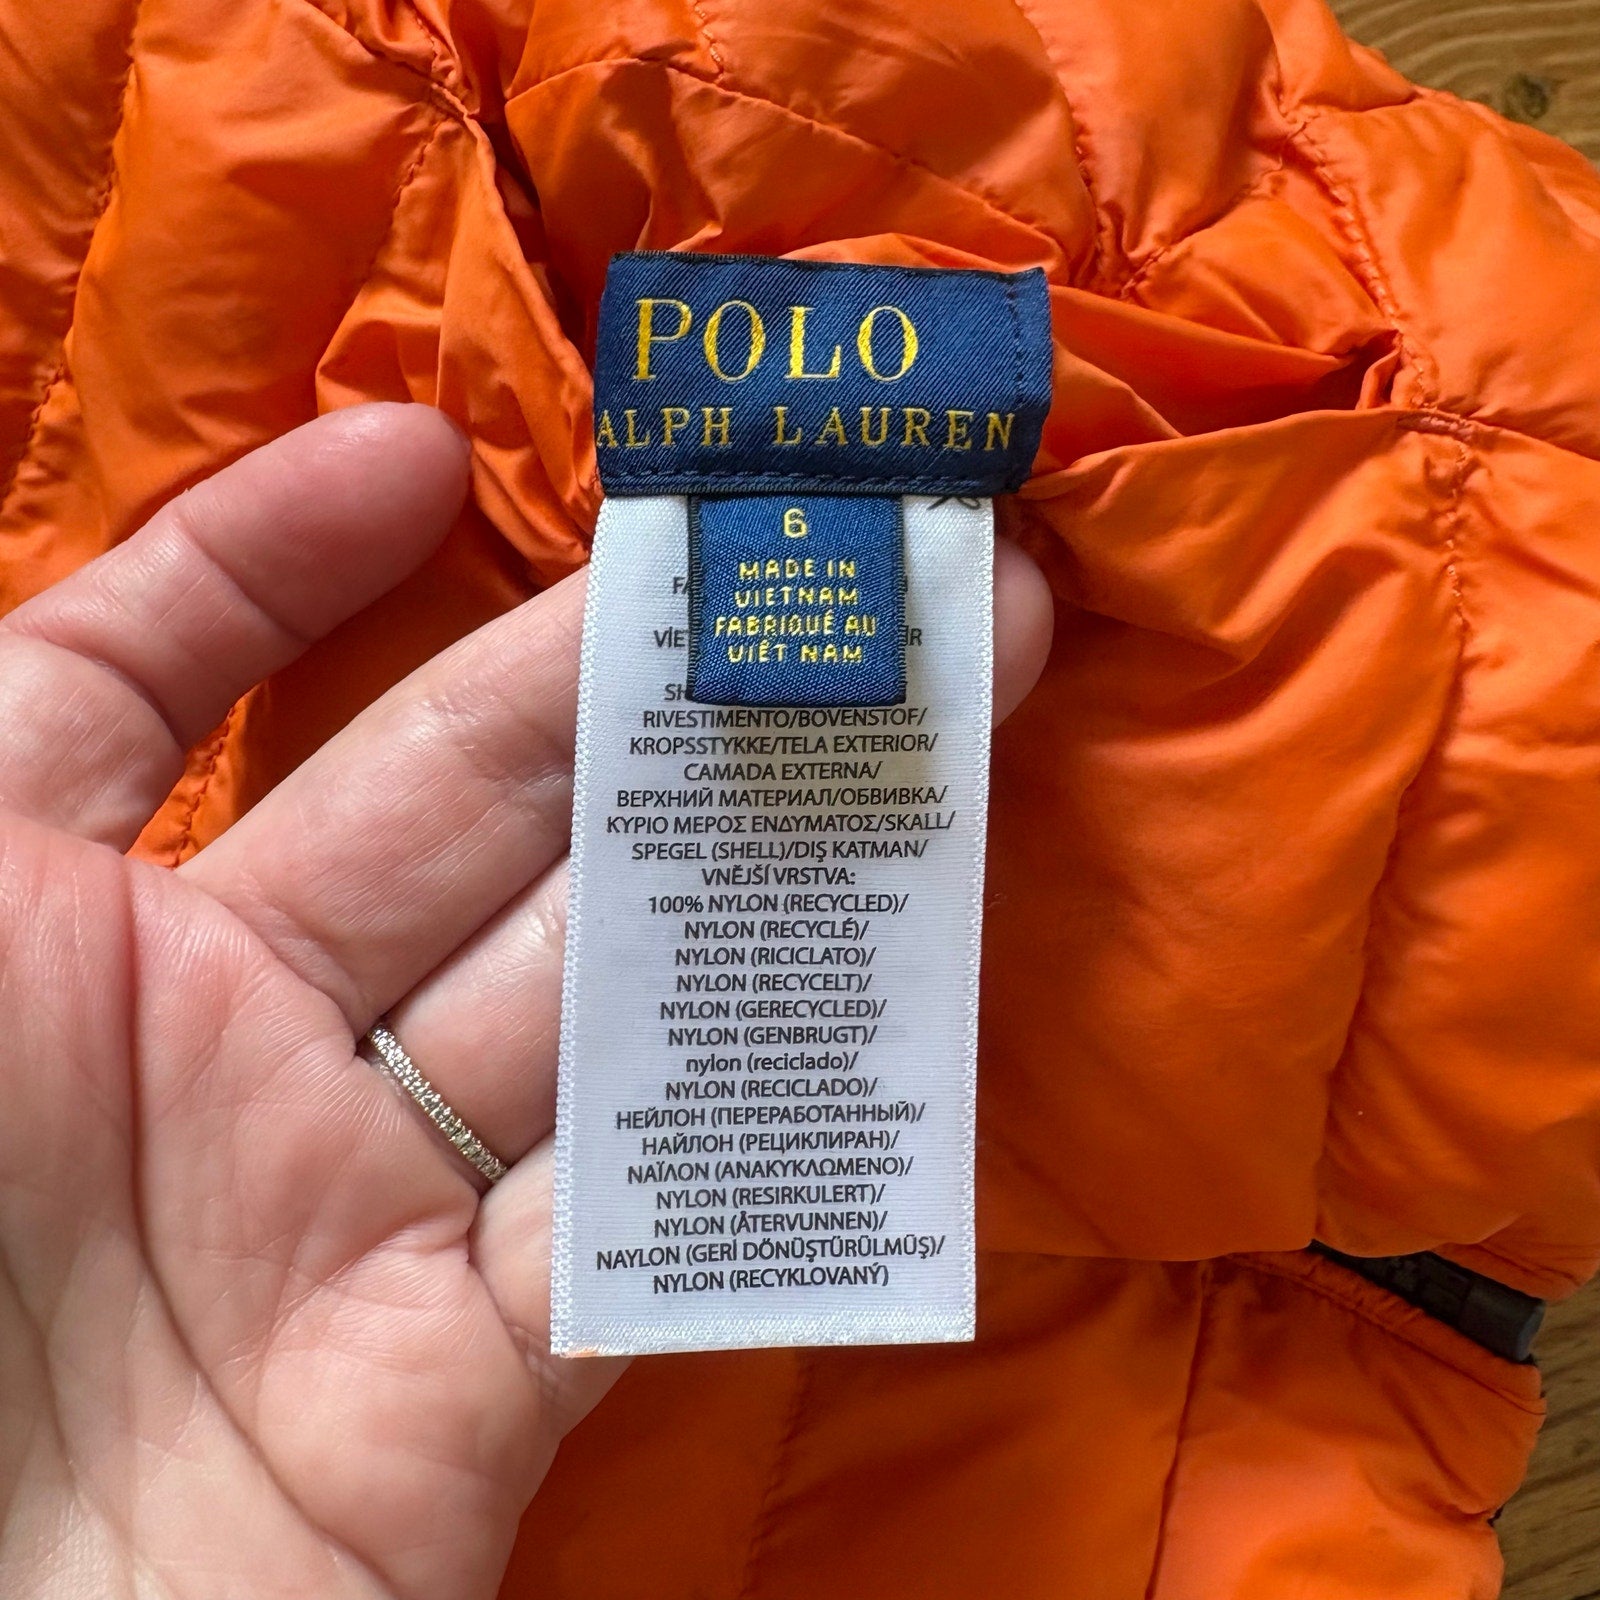 POLO
ALPH LAUREN
6
MADE IN
VIETNAM
FABRIQUÉ AU
VIÊT NAM
RIVESTIMENTO/BOVENSTOF/
KROPSSTYKKE/TELA EXTERIOR/
CAMADA EXTERNA/
ВЕРХНИЙ МАТЕРИАЛ/ОБВИВКА/
ΚΥΡΙΟ ΜΕΡΟΣ ΕΝΔΥΜΑΤΟΣ/SKALL/
SPEGEL (SHELL)/DIŞ KATMAN/
VNĚJŠÍ VRSTVA:
100% NYLON (RECYCLED)/
NYLON (RECYCLÉ)/
NYLON (RICICLATO)/
NYLON (RECYCELT)/
NYLON (GERECYCLED)/
NYLON (GENBRUGT)/
nylon (reciclado)/
NYLON (RECICLADO)/
НЕЙЛОН (ПЕРЕРАБОТАННЫЙ)/
НАЙЛОН (РЕЦИКЛИРАН)/
ΝΑΪΛΟΝ (ΑΝΑΚΥΚΛΩΜΕΝΟ)/
NYLON (RESIRKULERT)/
NYLON (ÅTERVUNNEN)/
NAYLON (GERİ DÖNÜŞTÜRÜLMÜŞ)/
NYLON (RECYKLOVANÝ)